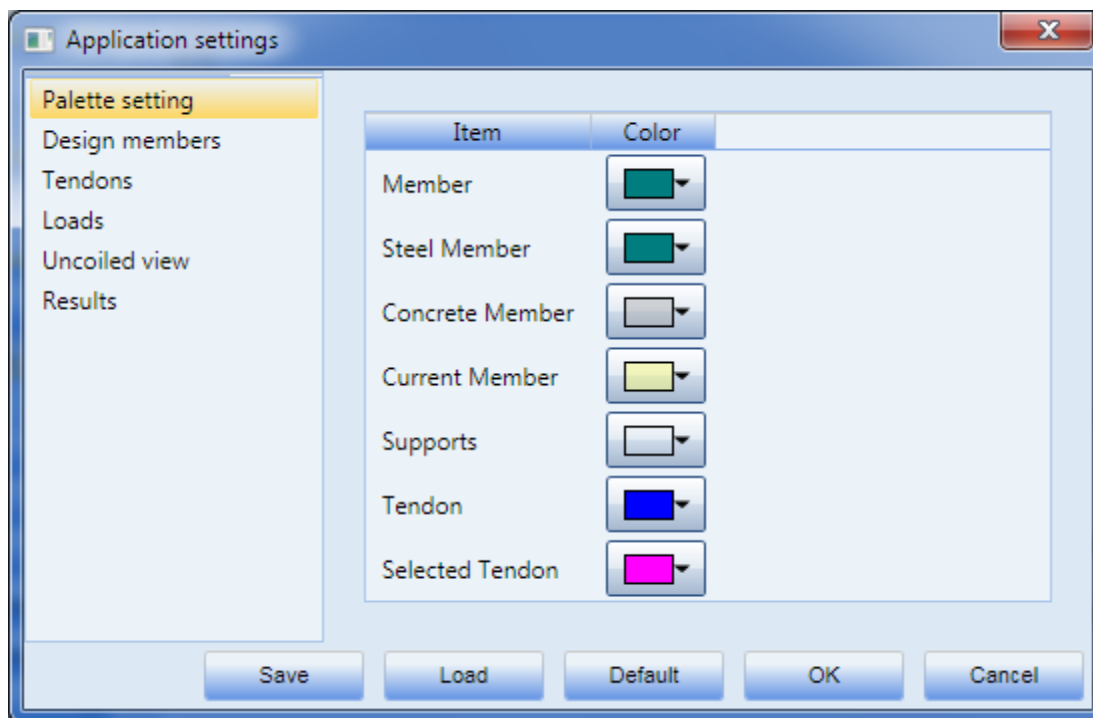 Application settings
Palette setting
Design members
Tendons
Loads
Uncoiled view
Results
Item Color
Member
Steel Member
Concrete Member
Current Member
Supports
Tendon
Selected Tendon
Save Load Default OK Cancel